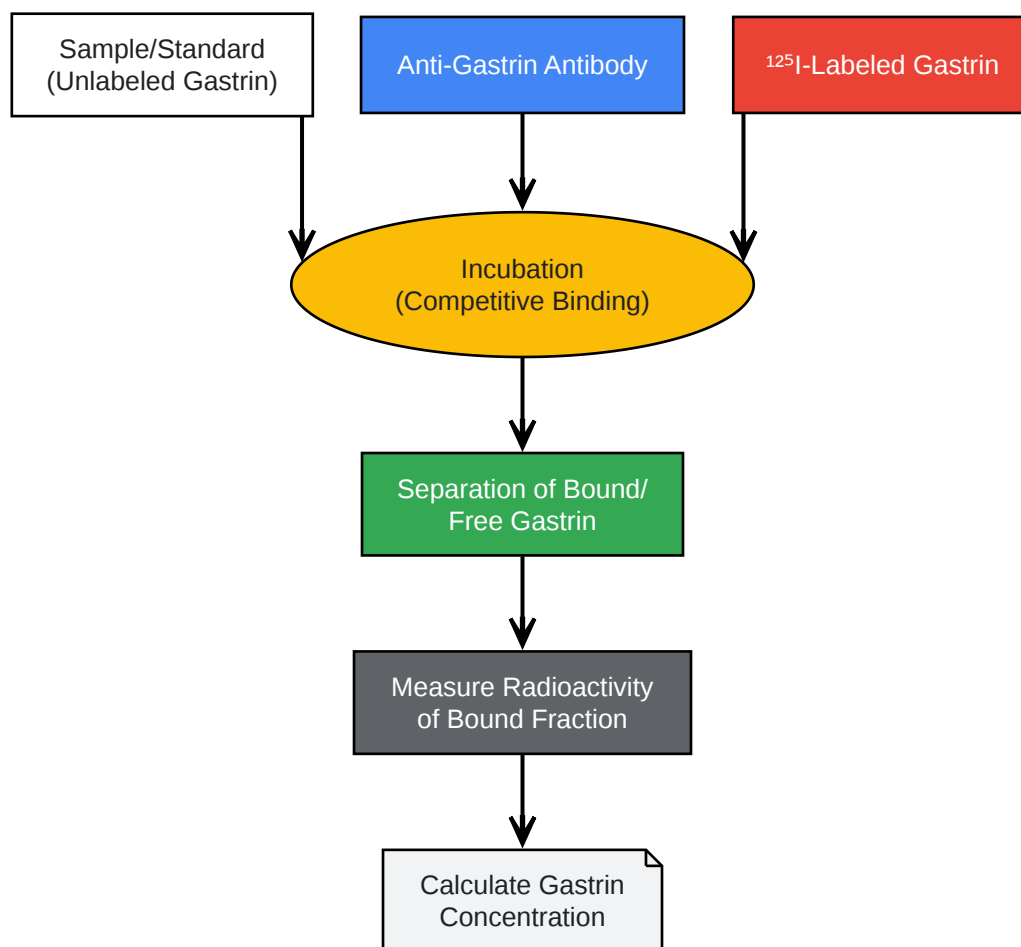 Sample/Standard
(Unlabeled Gastrin)
Anti-Gastrin Antibody
¹²⁵I-Labeled Gastrin
Incubation
(Competitive Binding)
Separation of Bound/
Free Gastrin
Measure Radioactivity
of Bound Fraction
Calculate Gastrin
Concentration